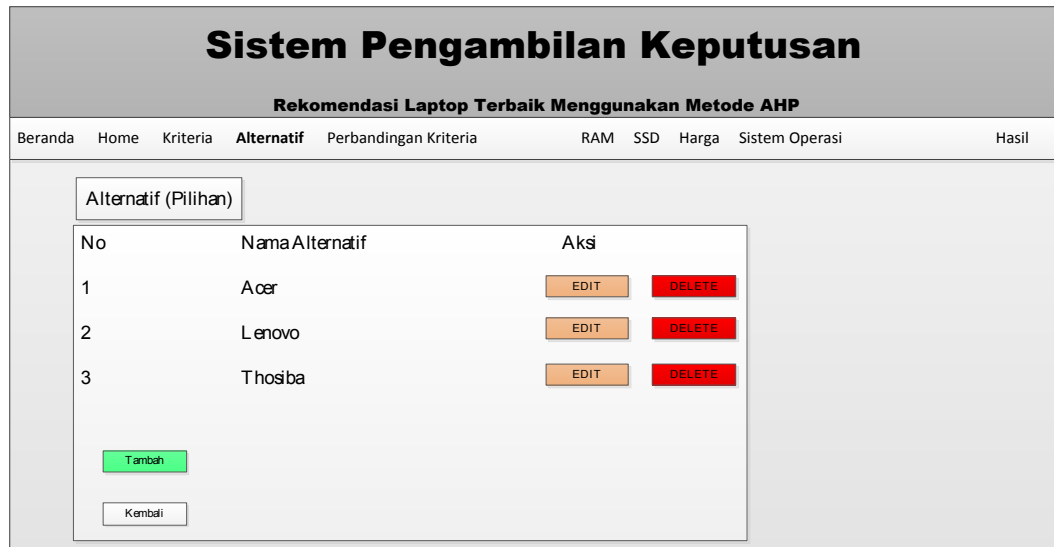 Sistem Pengambilan Keputusan
Rekomendasi Laptop Terbaik Menggunakan Metode AHP
Beranda Home Kriteria Alternatif Perbandingan Kriteria RAM SSD Harga Sistem Operasi Hasil
Alternatif (Pilihan)
No Nama Alternatif Aksi
1 Acer EDIT DELETE
2 Lenovo EDIT DELETE
3 Thosiba EDIT DELETE
Tambah
Kembali